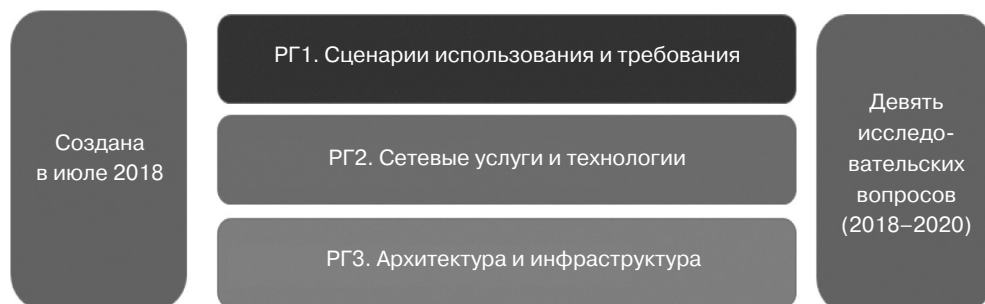 Создана
в июле 2018
РГ1. Сценарии использования и требования
РГ2. Сетевые услуги и технологии
РГ3. Архитектура и инфраструктура
Девять
исследо-
вательских
вопросов
(2018–2020)